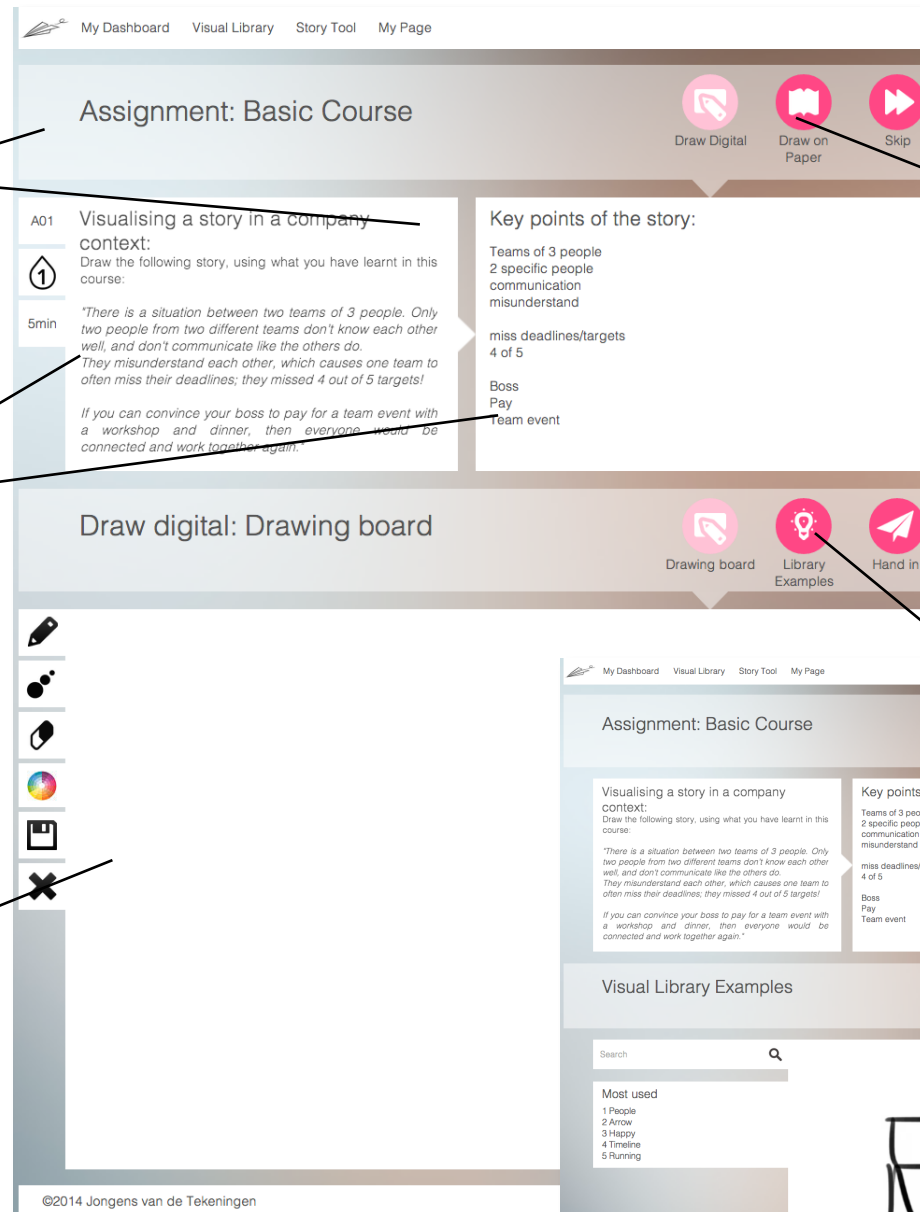 My Dashboard Visual Library Story Tool My Page
Assignment: Basic Course
Draw Digital
Draw on
Paper
Skip
A01
1
5min
Visualising a story in a company
context:
Draw the following story, using what you have learnt in this
course:
"There is a situation between two teams of 3 people. Only
two people from two different teams don't know each other
well, and don't communicate like the others do.
They misunderstand each other, which causes one team to
often miss their deadlines; they missed 4 out of 5 targets!
If you can convince your boss to pay for a team event with
a workshop and dinner, then everyone would be
connected and work together again."
Key points of the story:
Teams of 3 people
2 specific people
communication
misunderstand
miss deadlines/targets
4 of 5
Boss
Pay
Team event
Draw digital: Drawing board
Drawing board
Library
Examples
Hand in
My Dashboard Visual Library Story Tool My Page
Assignment: Basic Course
Visualising a story in a company
context:
Draw the following story, using what you have learnt in this
course:
"There is a situation between two teams of 3 people. Only
two people from two different teams don't know each other
well, and don't communicate like the others do.
They misunderstand each other, which causes one team to
often miss their deadlines; they missed 4 out of 5 targets!
If you can convince your boss to pay for a team event with
a workshop and dinner, then everyone would be
connected and work together again."
Key points
Teams of 3 peo
2 specific peop
communication
misunderstand
miss deadlines/
4 of 5
Boss
Pay
Team event
Visual Library Examples
Search
Most used
1 People
2 Arrow
3 Happy
4 Timeline
5 Running
©2014 Jongens van de Tekeningen